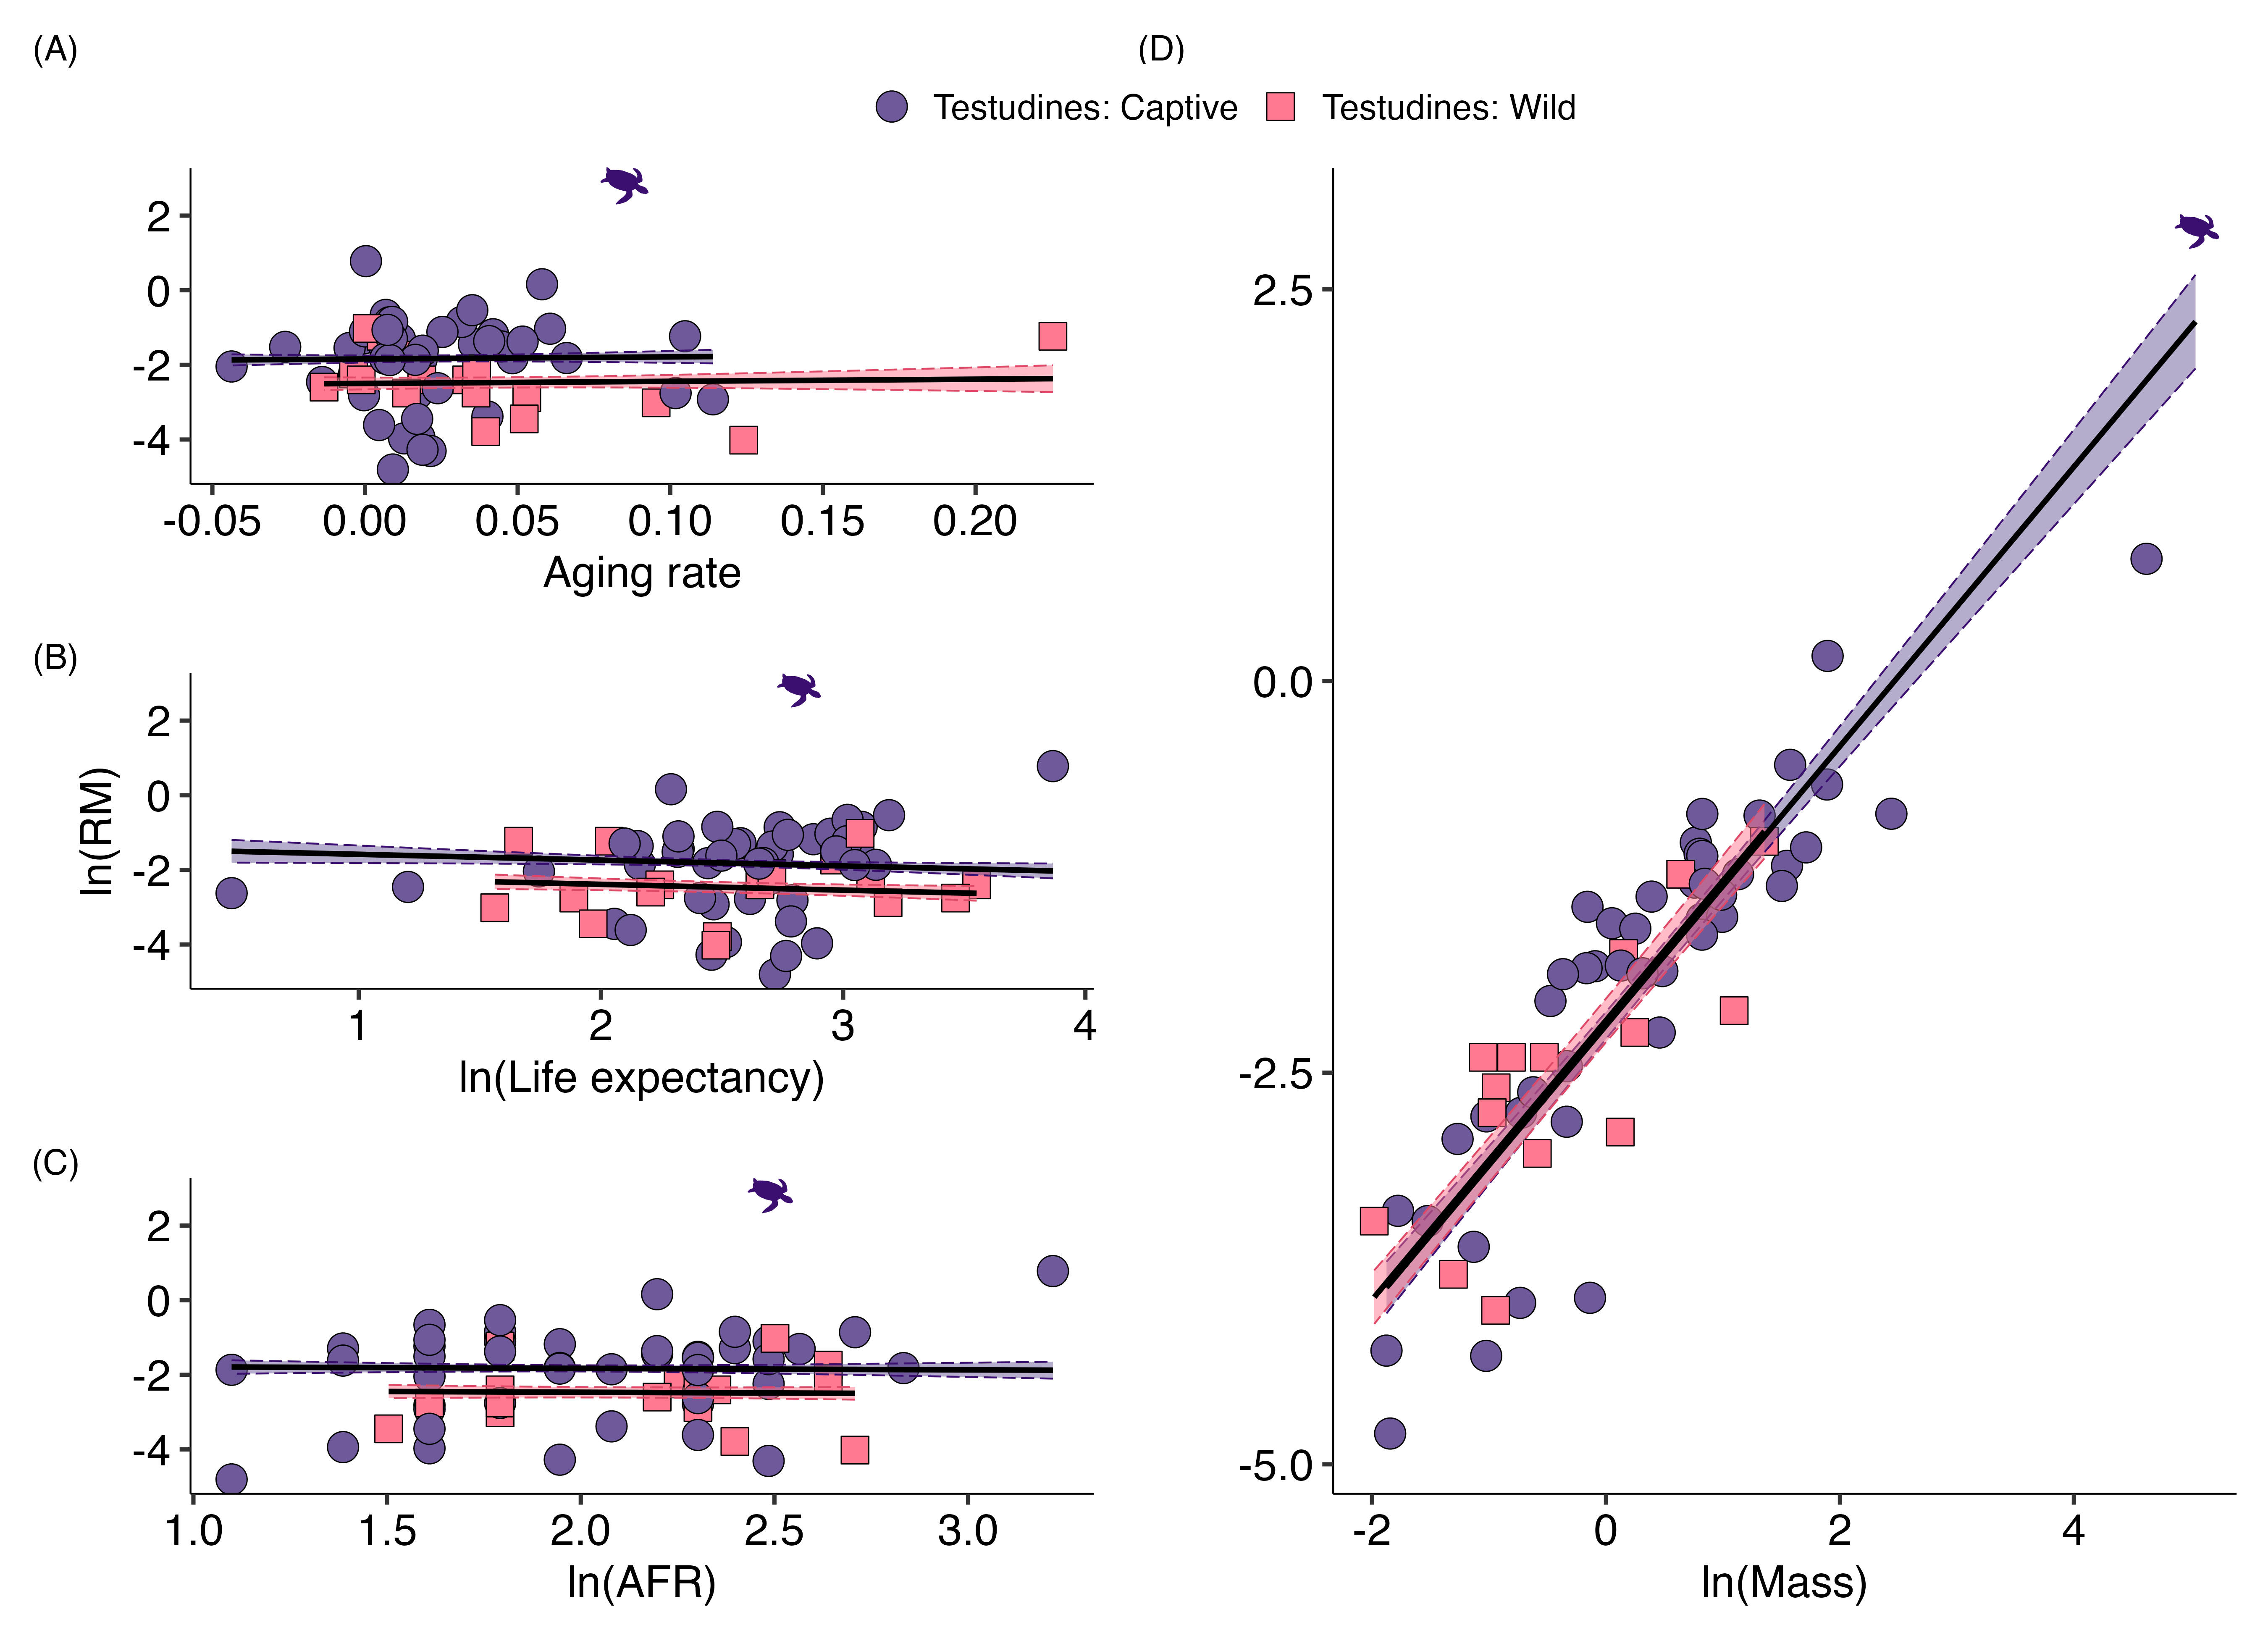 (A)
(D)
Testudines: Captive
Testudines: Wild
2
0
-2
-4
-0.05 0.00 0.05 0.10 0.15 0.20
Aging rate
(B)
2
0
-2
-4
1 2 3 4
ln(Life expectancy)
ln(RM)
(C)
2
0
-2
-4
1.0 1.5 2.0 2.5 3.0
ln(AFR)
2.5
0.0
-2.5
-5.0
-2 0 2 4
ln(Mass)